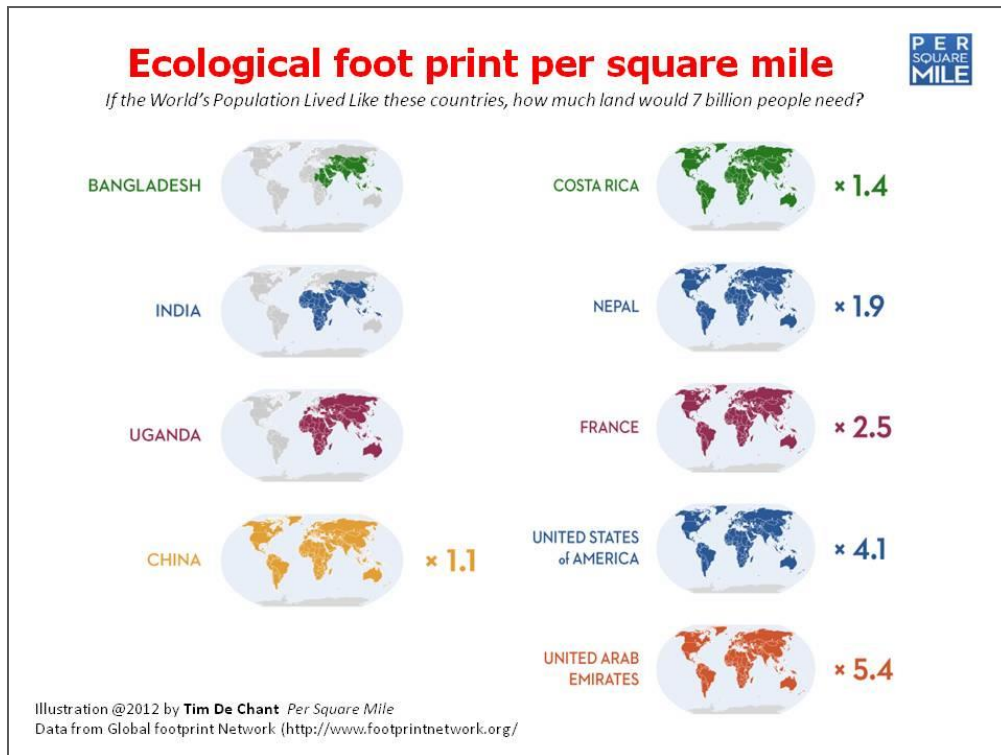 Ecological foot print per square mile
PER
SQUARE
MILE
If the World's Population Lived Like these countries, how much land would 7 billion people need?
BANGLADESH
INDIA
UGANDA
CHINA
× 1.1
COSTA RICA
× 1.4
NEPAL
× 1.9
FRANCE
× 2.5
UNITED STATES
of AMERICA
× 4.1
UNITED ARAB
EMIRATES
× 5.4
Illustration @2012 by Tim De Chant Per Square Mile
Data from Global footprint Network (http://www.footprintnetwork.org/